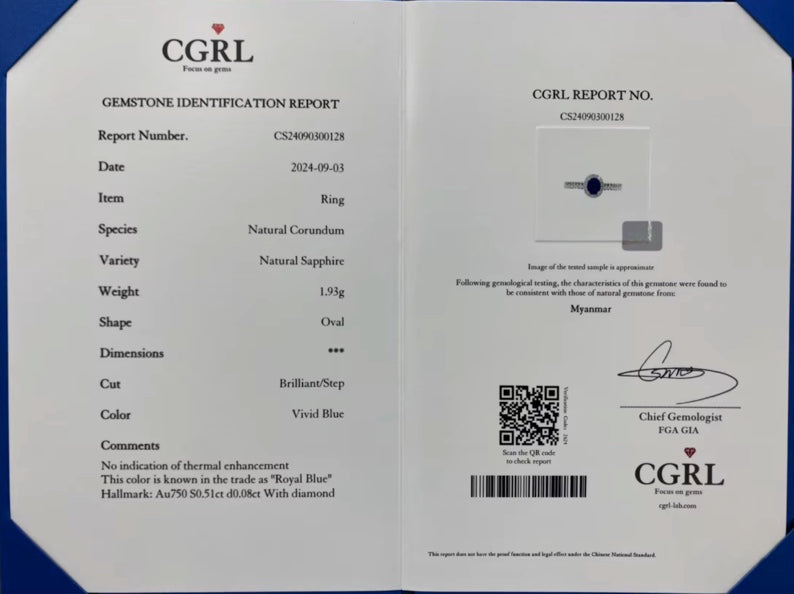 CGRL
Focus on gems
GEMSTONE IDENTIFICATION REPORT
Report Number. CS24090300128
Date 2024-09-03
Item Ring
Species Natural Corundum
Variety Natural Sapphire
Weight 1.93g
Shape Oval
Dimensions ***
Cut Brilliant/Step
Color Vivid Blue
Comments
No indication of thermal enhancement
This color is known in the trade as "Royal Blue"
Hallmark: Au750 S0.51ct d0.08ct With diamond
CGRL REPORT NO.
CS24090300128
Image of the tested sample is approximate
Following gemological testing, the characteristics of this gemstone were found to
be consistent with those of natural gemstone from:
Myanmar
Verification Code:
Scan the QR code
to check report
Chief Gemologist
FGA GIA
CGRL
Focus on gems
cgrl-lab.com
This report does not have the proof function and legal effect under the Chinese National Standard.